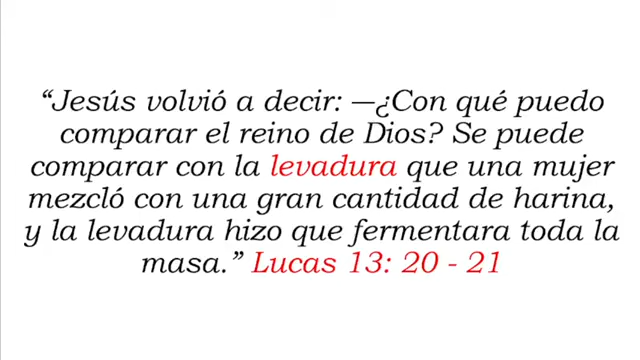 “Jesús volvió a decir: —¿Con qué puedo
comparar el reino de Dios? Se puede
comparar con la levadura que una mujer
mezcló con una gran cantidad de harina,
y la levadura hizo que fermentara toda la
masa.” Lucas 13: 20 - 21